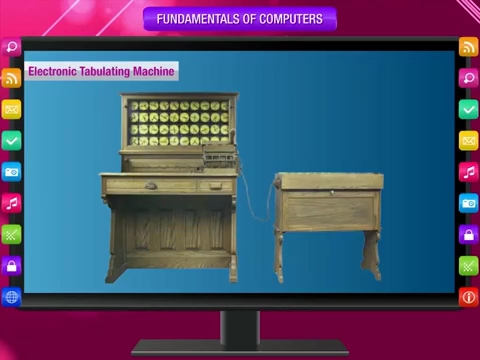 FUNDAMENTALS OF COMPUTERS
Electronic Tabulating Machine